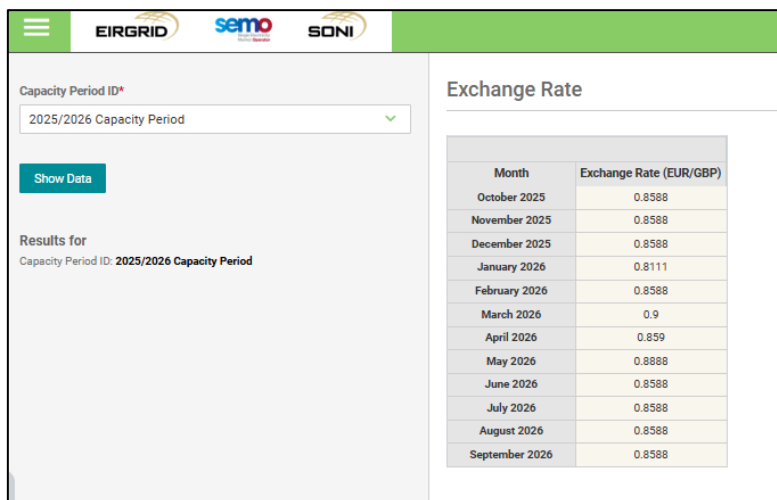 EIRGRID
semo
SONI
Capacity Period ID*
2025/2026 Capacity Period
Show Data
Results for
Capacity Period ID: 2025/2026 Capacity Period
Exchange Rate
Month Exchange Rate (EUR/GBP)
October 2025 0.8588
November 2025 0.8588
December 2025 0.8588
January 2026 0.8111
February 2026 0.8588
March 2026 0.9
April 2026 0.859
May 2026 0.8888
June 2026 0.8588
July 2026 0.8588
August 2026 0.8588
September 2026 0.8588